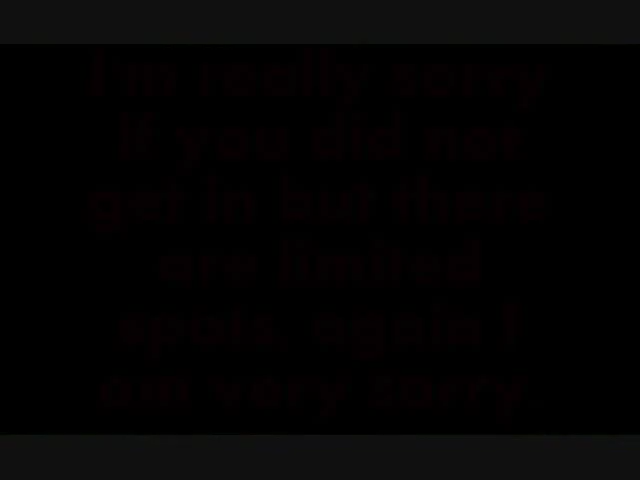 I'm really sorry
If you did not
get in but there
are limited
spots. again I
am very sorry.